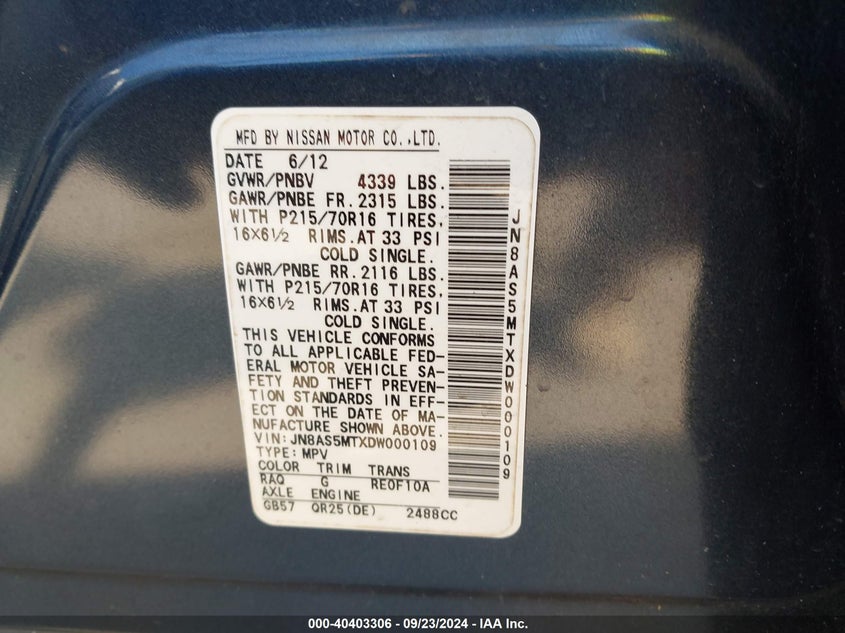 MFD BY NISSAN MOTOR CO.,LTD.
DATE 6/12
GVWR/PNBV 4339 LBS.
GAWR/PNBE FR. 2315 LBS.
WITH P215/70R16 TIRES,
16X6½ RIMS.AT 33 PSI
COLD SINGLE.
GAWR/PNBE RR. 2116 LBS.
WITH P215/70R16 TIRES,
16X6½ RIMS.AT 33 PSI
COLD SINGLE.
THIS VEHICLE CONFORMS
TO ALL APPLICABLE FED-
ERAL MOTOR VEHICLE SA-
FETY AND THEFT PREVEN-
TION STANDARDS IN EFF-
ECT ON THE DATE OF MA-
NUFACTURE SHOWN ABOVE.
VIN:JN8AS5MTXDW000109
TYPE:MPV
COLOR TRIM TRANS
RAQ G RE0F10A
AXLE ENGINE
GB57 QR25(DE) 2488CC
JN8AS5MTXDW000109
000-40403306 - 09/23/2024 - IAA Inc.